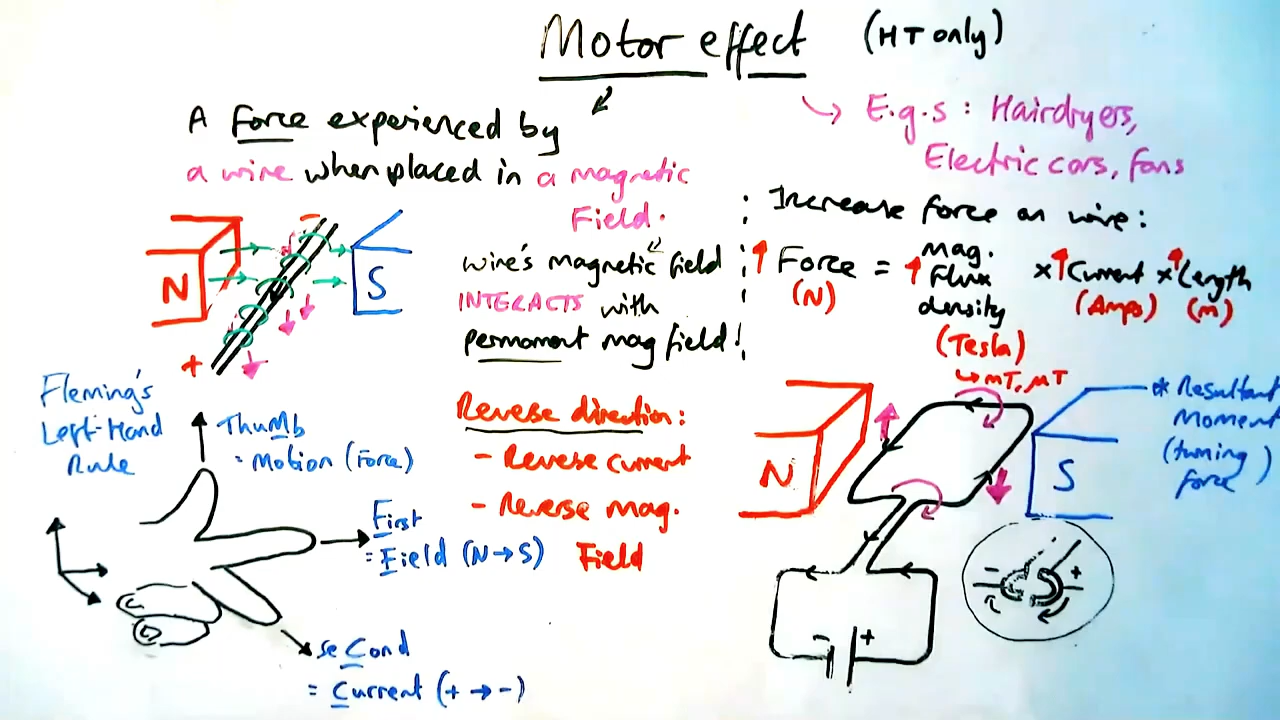 Motor effect (HT only)
A Force experienced by
a wire when placed in a magnetic
Field.
→ E.g.s : Hairdryers,
Electric cars, fans
N
S
-
+
wire's magnetic field
INTERACTS with
permament mag field!
Increase force on wire:
↑ Force = ↑ mag. flux density × ↑ Current × ↑ Length
(N) (Tesla) (Amps) (m)
↳ mT, μT
Fleming's
Left-Hand
Rule
Thumb
= Motion (Force)
First
= Field (N→S)
seCond
= Current (+ → -)
Reverse direction:
- Reverse current
- Reverse mag.
Field
N
S
- +
* Resultant
Moment
(turning
force)
- +